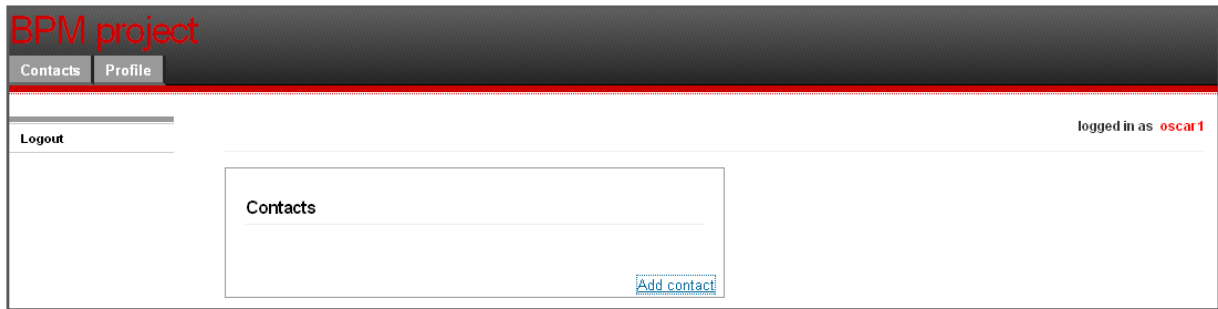 BPM project
Contacts Profile
logged in as oscar1
Logout
Contacts
Add contact